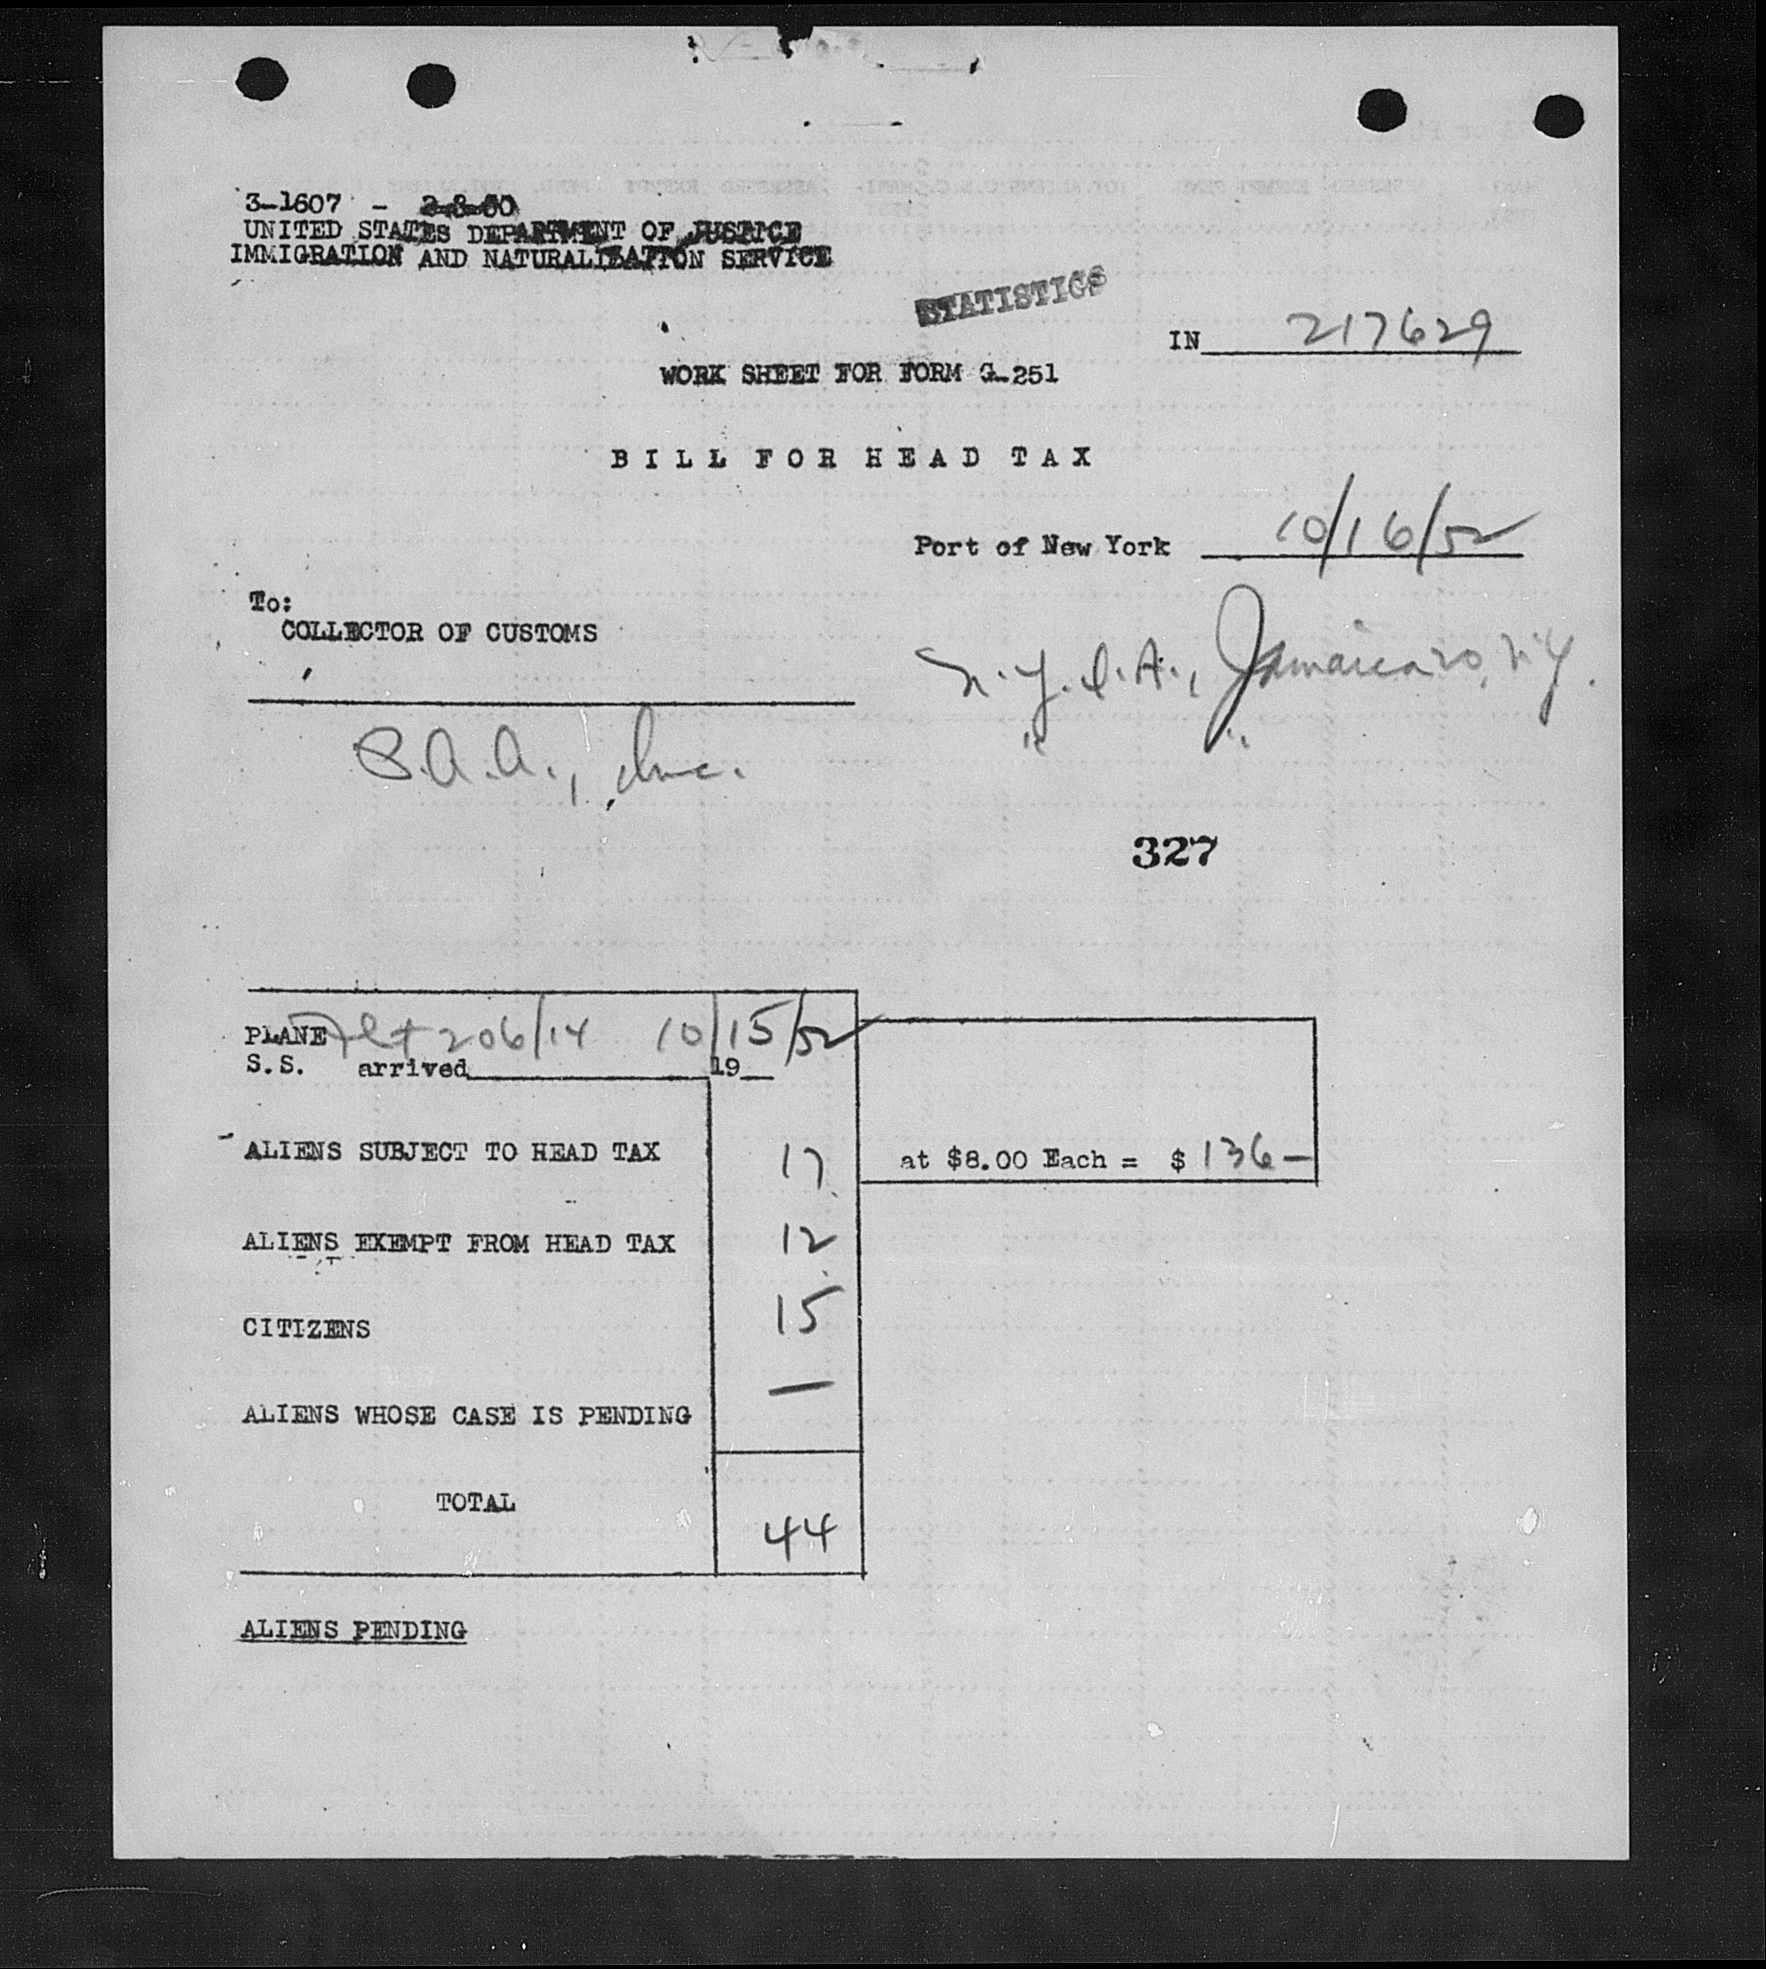 3-1607 - 2-8-50
UNITED STATES DEPARTMENT OF JUSTICE
IMMIGRATION AND NATURALIZATION SERVICE
STATISTICS
IN 217629
WORK SHEET FOR FORM G-251
BILL FOR HEAD TAX
Port of New York 10/16/52
To:
COLLECTOR OF CUSTOMS
N.Y.I.A., Jamaica 30, N.Y.
" "
P.A.A., Inc.
327
PLANE Flt 206/14 10/15/52
S.S. arrived 19
ALIENS SUBJECT TO HEAD TAX 17 at $8.00 Each = $ 136—
ALIENS EXEMPT FROM HEAD TAX 12
CITIZENS 15
ALIENS WHOSE CASE IS PENDING —
TOTAL 44
ALIENS PENDING